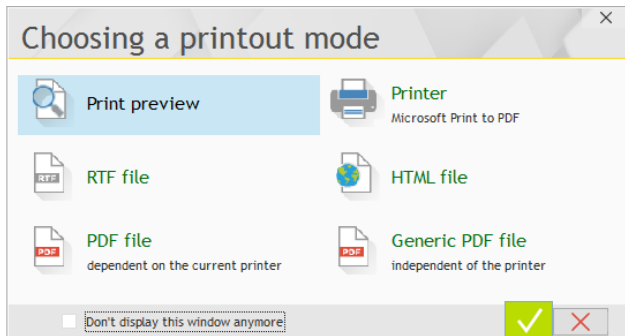 Choosing a printout mode
Print preview
Printer
Microsoft Print to PDF
RTF
RTF file
HTML file
PDF
PDF file
dependent on the current printer
PDF
Generic PDF file
independent of the printer
Don't display this window anymore